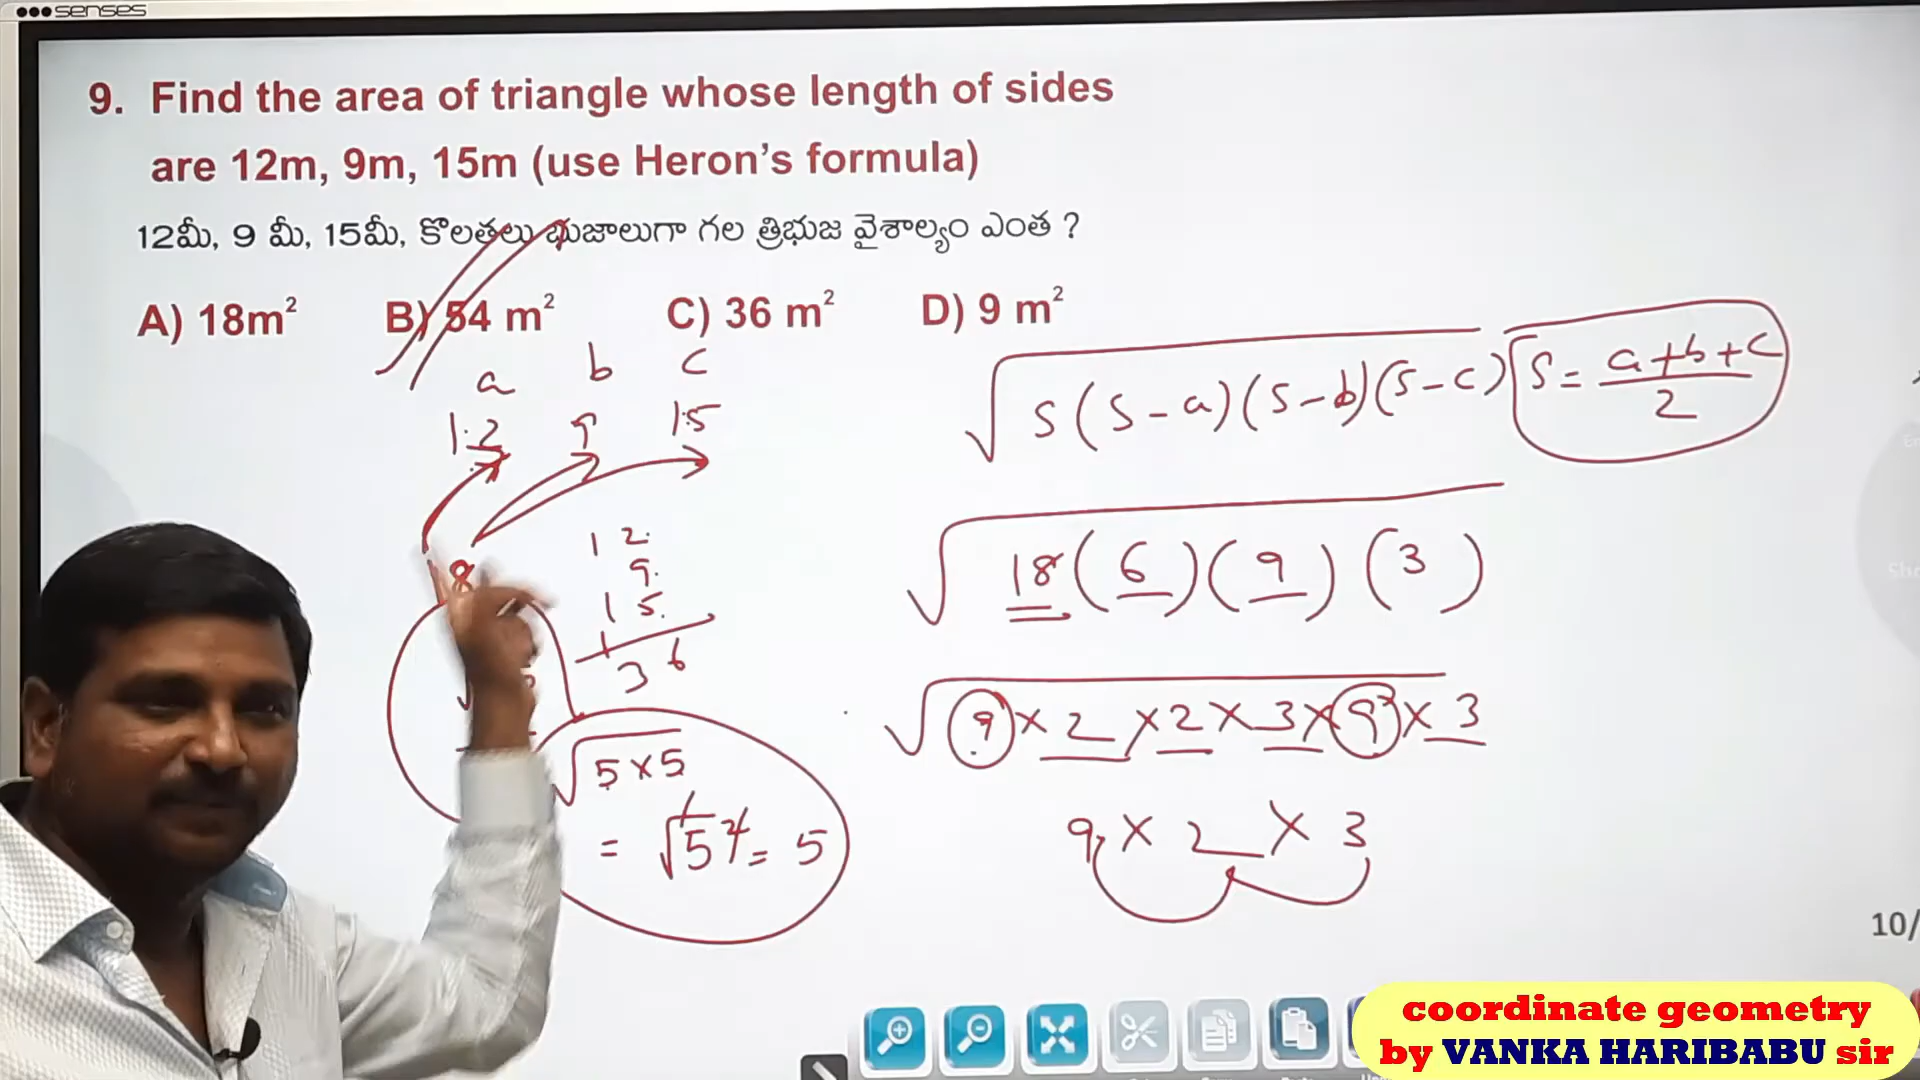 senses
9. Find the area of triangle whose length of sides
are 12m, 9m, 15m (use Heron's formula)
12మీ, 9 మీ, 15మీ, కొలతలు భుజాలుగా గల త్రిభుజ వైశాల్యం ఎంత ?
A) 18m² B) 54 m² C) 36 m² D) 9 m²
a b c
12 9 15
√S(S-a)(S-b)(S-c) S = a+b+c/2
18
12
9
15
36
√18(6)(9)(3)
√9×2×2×3×9×3
√5×5
= √5² = 5
9 × 2 × 3
10/
coordinate geometry
by VANKA HARIBABU sir